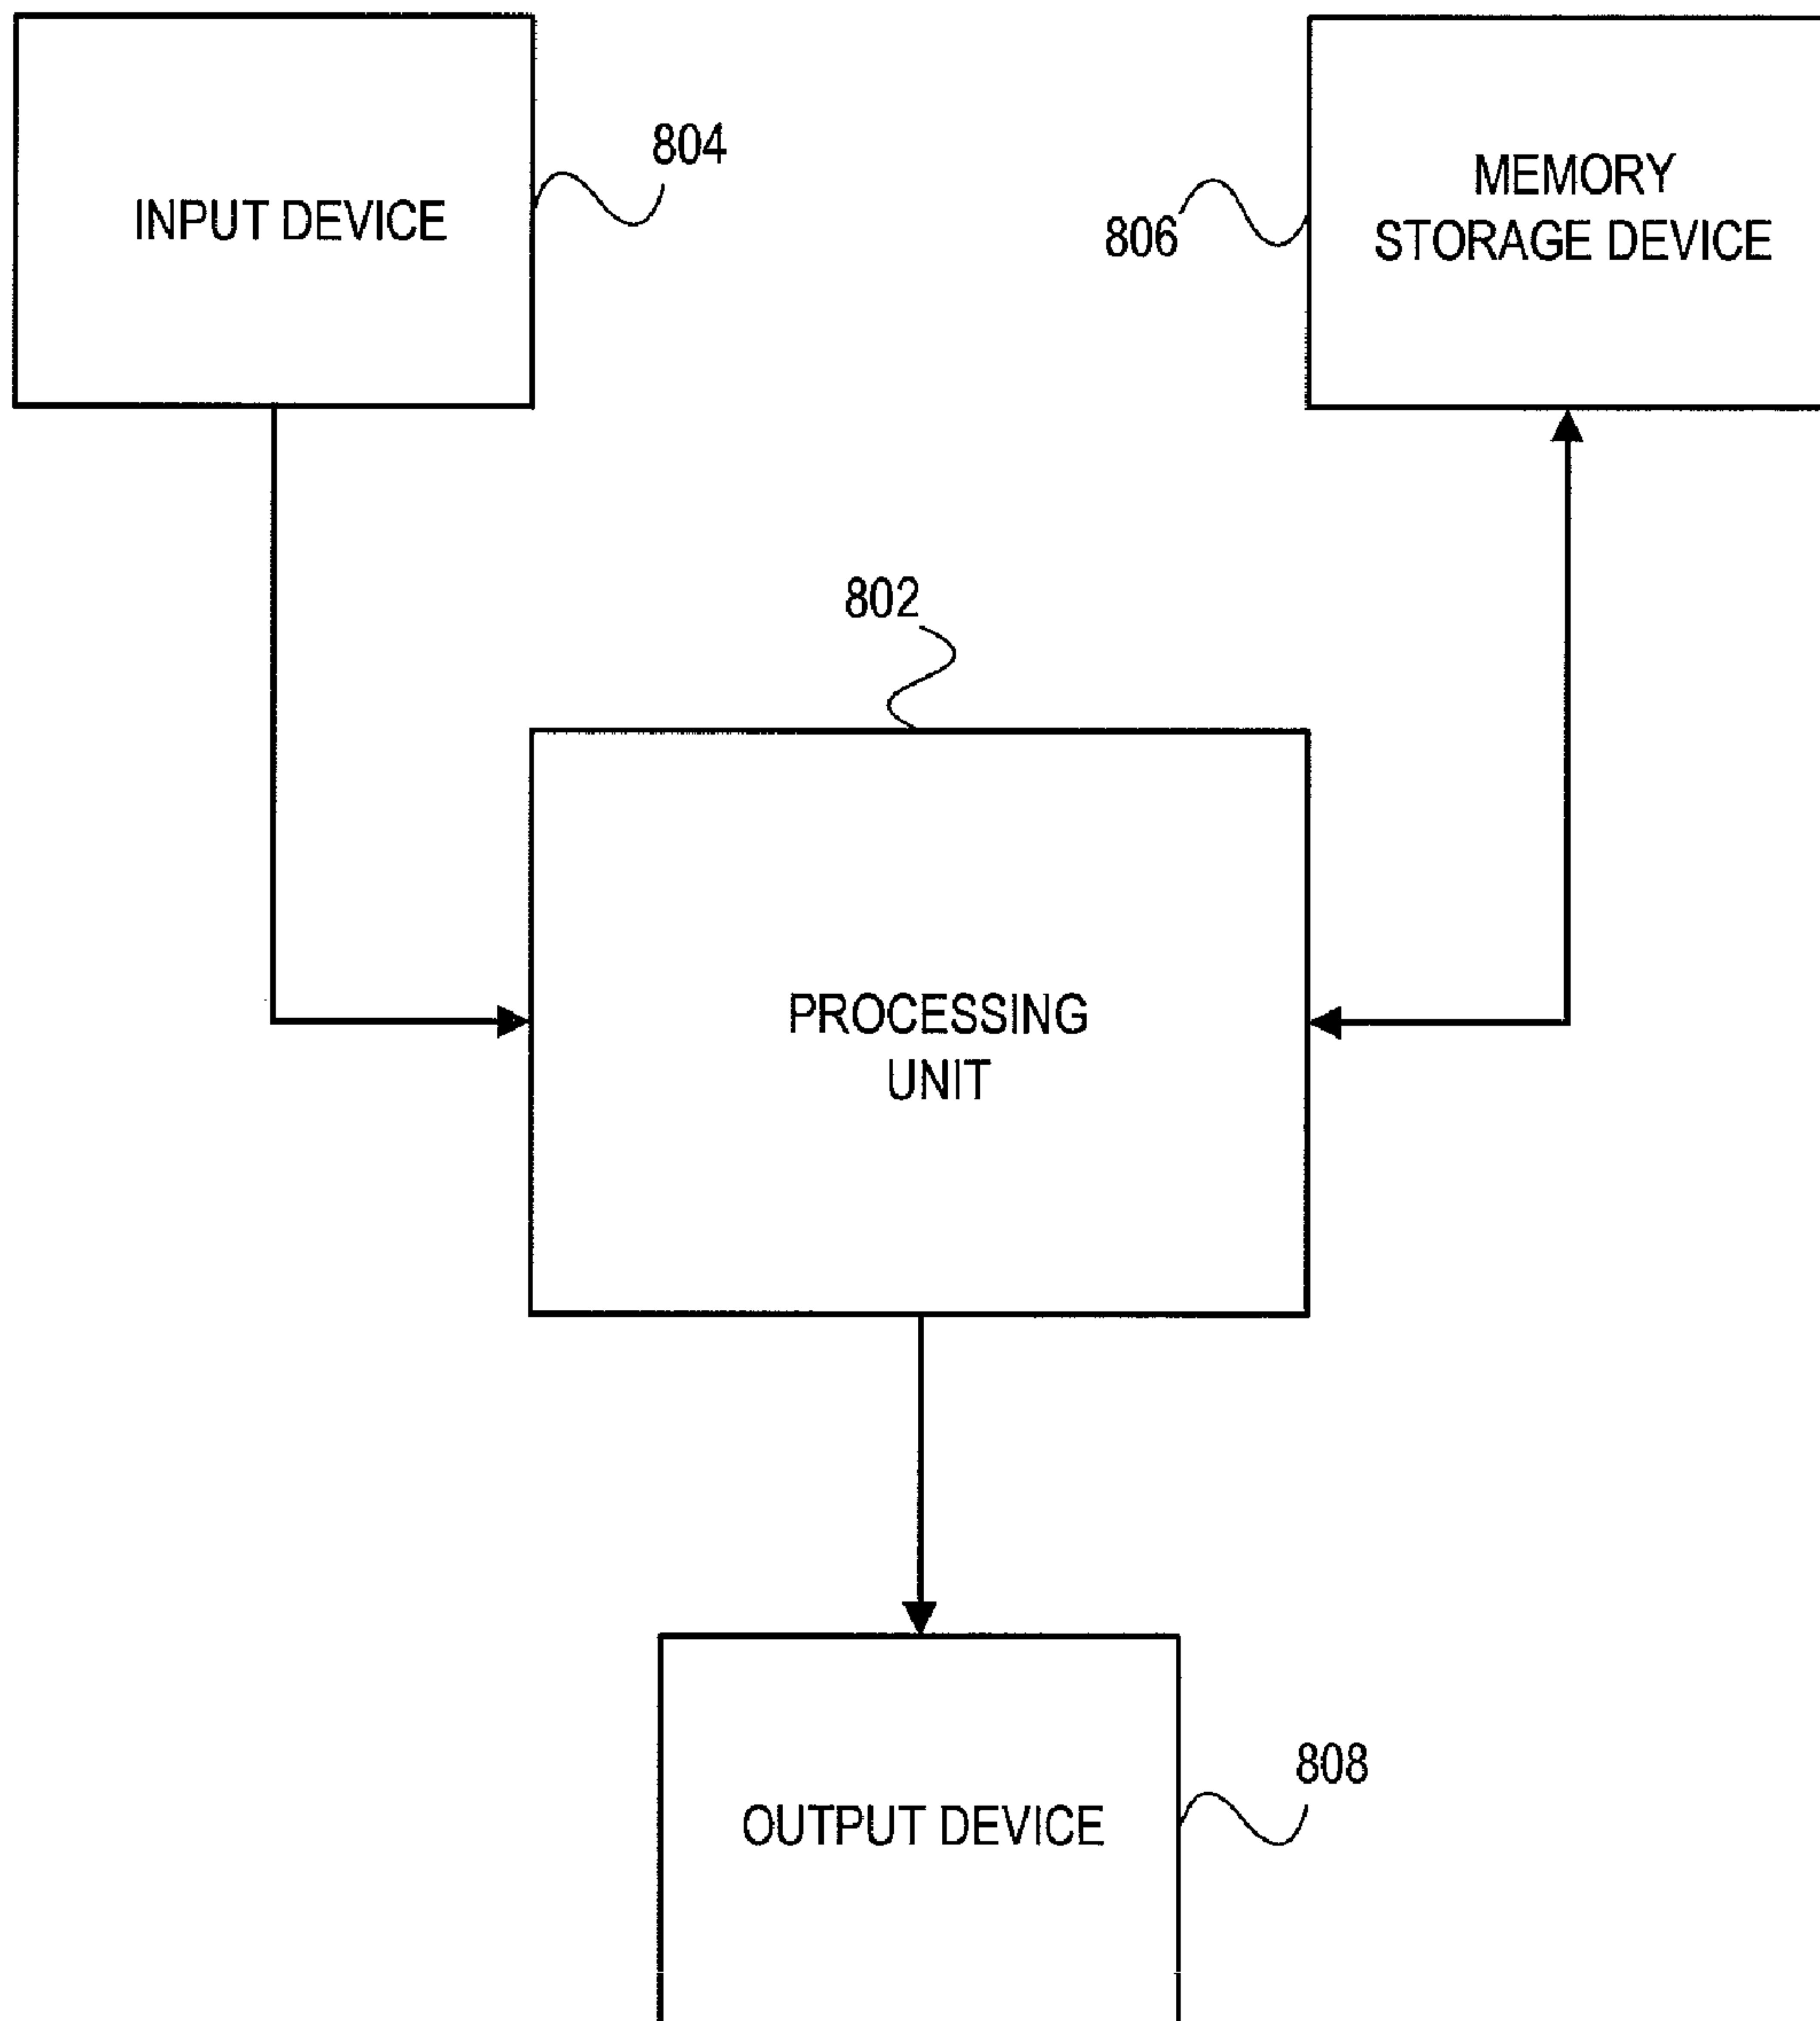 INPUT DEVICE
804
806
MEMORY
STORAGE DEVICE
802
PROCESSING
UNIT
OUTPUT DEVICE
808